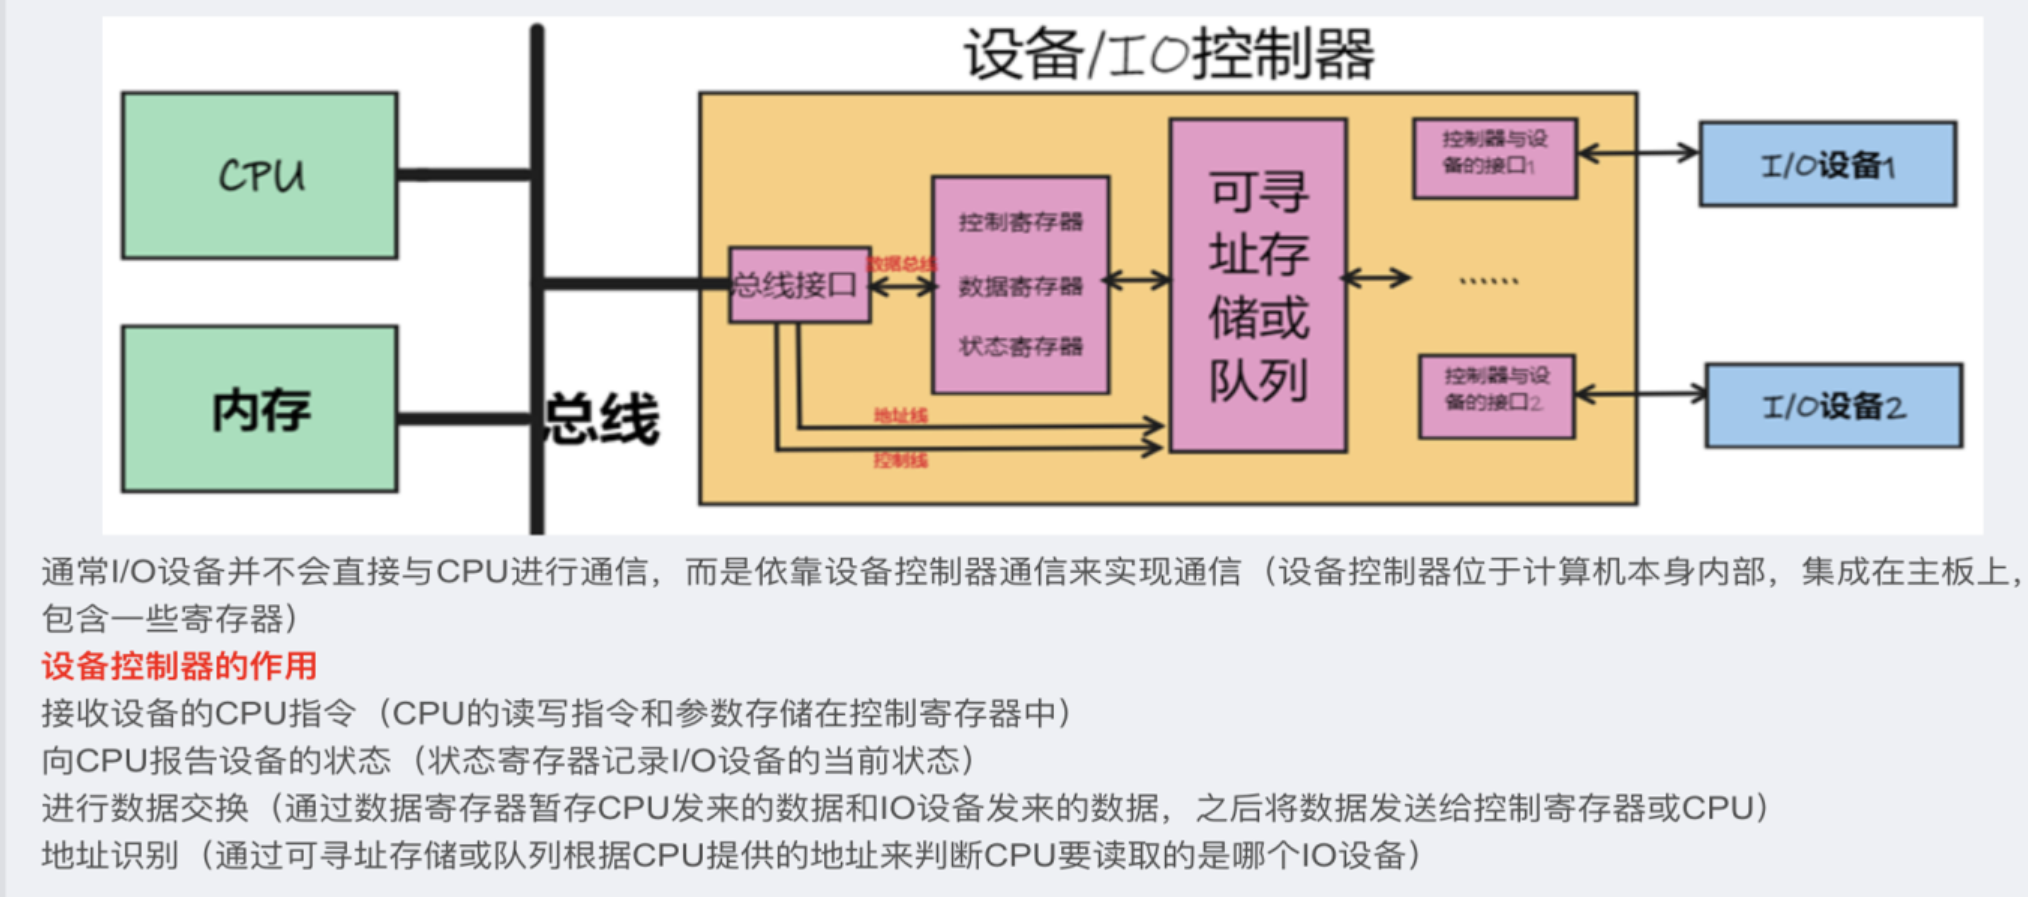 设备/IO控制器
CPU
内存
总线
总线接口
数据总线
控制寄存器
数据寄存器
状态寄存器
地址线
控制线
可寻
址存
储或
队列
控制器与设
备的接口1
......
控制器与设
备的接口2
I/O设备1
I/O设备2
通常I/O设备并不会直接与CPU进行通信，而是依靠设备控制器通信来实现通信（设备控制器位于计算机本身内部，集成在主板上，
包含一些寄存器）
设备控制器的作用
接收设备的CPU指令（CPU的读写指令和参数存储在控制寄存器中）
向CPU报告设备的状态（状态寄存器记录I/O设备的当前状态）
进行数据交换（通过数据寄存器暂存CPU发来的数据和IO设备发来的数据，之后将数据发送给控制寄存器或CPU）
地址识别（通过可寻址存储或队列根据CPU提供的地址来判断CPU要读取的是哪个IO设备）